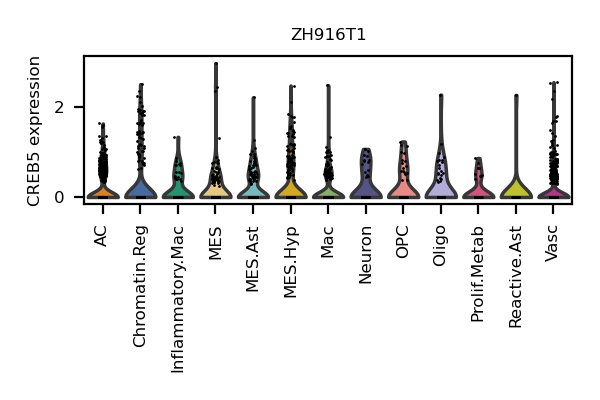 ZH916T1
CREB5 expression
2
0
AC
Chromatin.Reg
Inflammatory.Mac
MES
MES.Ast
MES.Hyp
Mac
Neuron
OPC
Oligo
Prolif.Metab
Reactive.Ast
Vasc